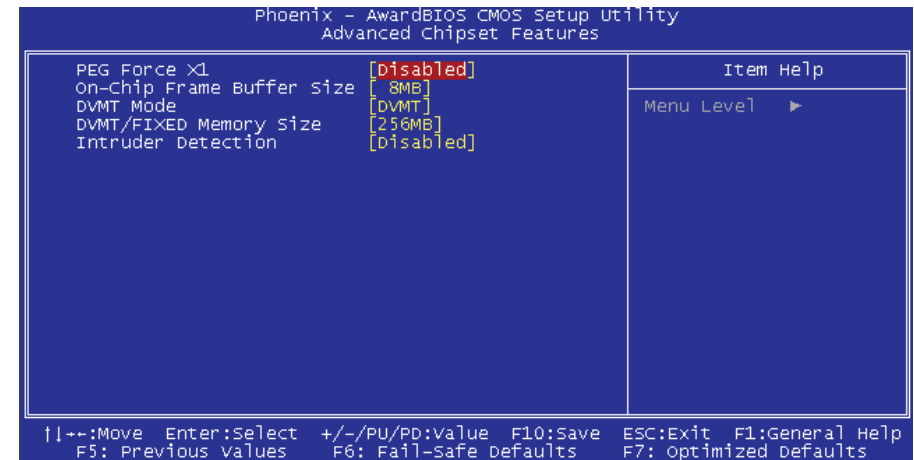 Phoenix – AwardBIOS CMOS Setup Utility
Advanced Chipset Features
PEG Force X1 [Disabled]
On-Chip Frame Buffer Size [ 8MB]
DVMT Mode [DVMT]
DVMT/FIXED Memory Size [256MB]
Intruder Detection [Disabled]
Item Help
Menu Level ►
↑↓→←:Move Enter:Select +/-/PU/PD:Value F10:Save ESC:Exit F1:General Help
F5: Previous Values F6: Fail-Safe Defaults F7: Optimized Defaults